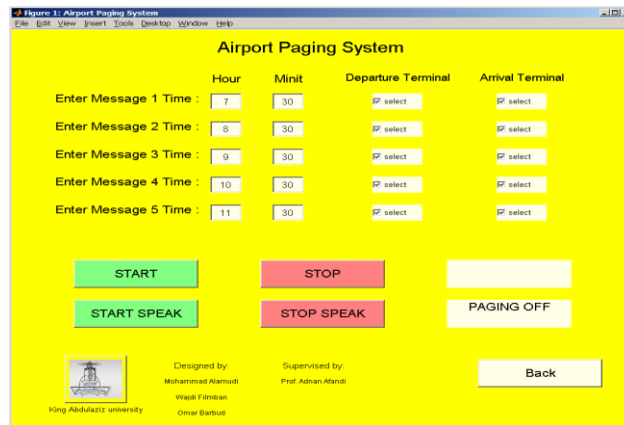 Figure 1: Airport Paging System
File Edit View Insert Tools Desktop Window Help
Airport Paging System
Hour Minit Departure Terminal Arrival Terminal
Enter Message 1 Time : 7 30 select select
Enter Message 2 Time : 8 30 select select
Enter Message 3 Time : 9 30 select select
Enter Message 4 Time : 10 30 select select
Enter Message 5 Time : 11 30 select select
START STOP
START SPEAK STOP SPEAK PAGING OFF
Designed by: Supervised by:
Mohammad Alamudi Prof. Adnan Afandi
Wajdi Filmban
Omar Barbud
King Abdulaziz university
Back